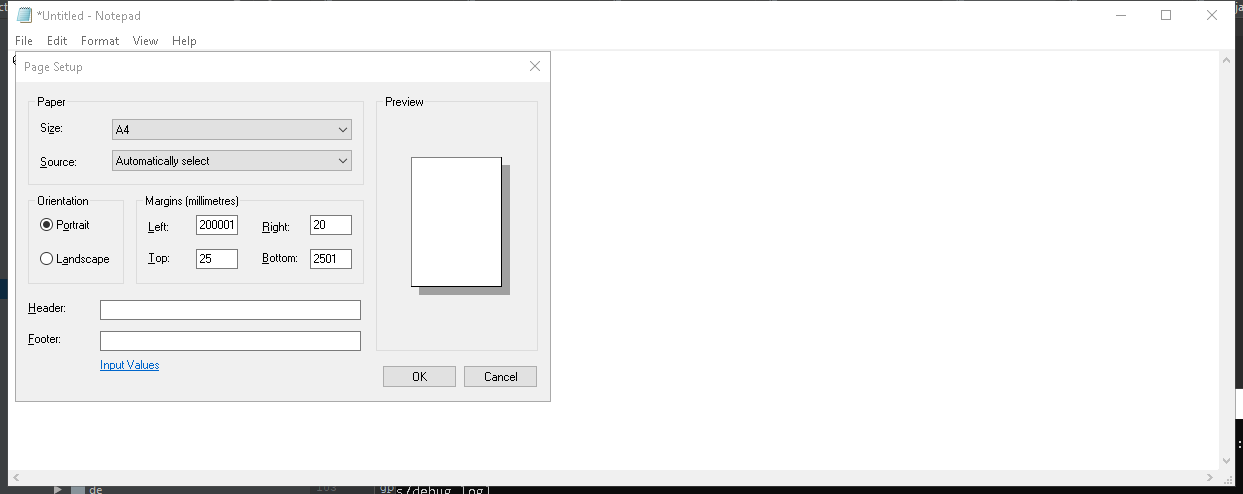 *Untitled - Notepad
File Edit Format View Help
Page Setup
Paper
Size: A4
Source: Automatically select
Preview
Orientation
Portrait
Landscape
Margins (millimetres)
Left: 200001 Right: 20
Top: 25 Bottom: 2501
Header:
Footer:
Input Values
OK Cancel
de